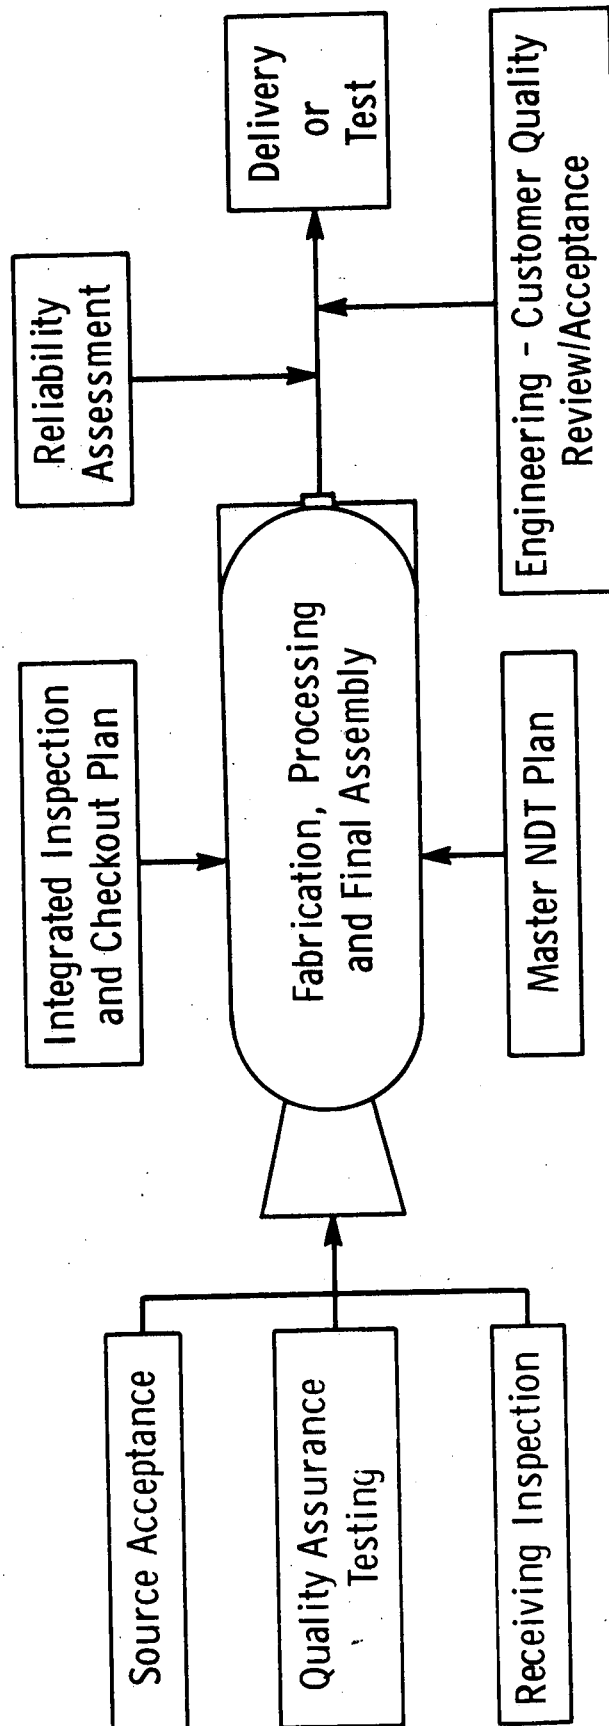 Source Acceptance
Quality Assurance
Testing
Receiving Inspection
Integrated Inspection
and Checkout Plan
Fabrication, Processing
and Final Assembly
Master NDT Plan
Reliability
Assessment
Engineering - Customer Quality
Review/Acceptance
Delivery
or
Test